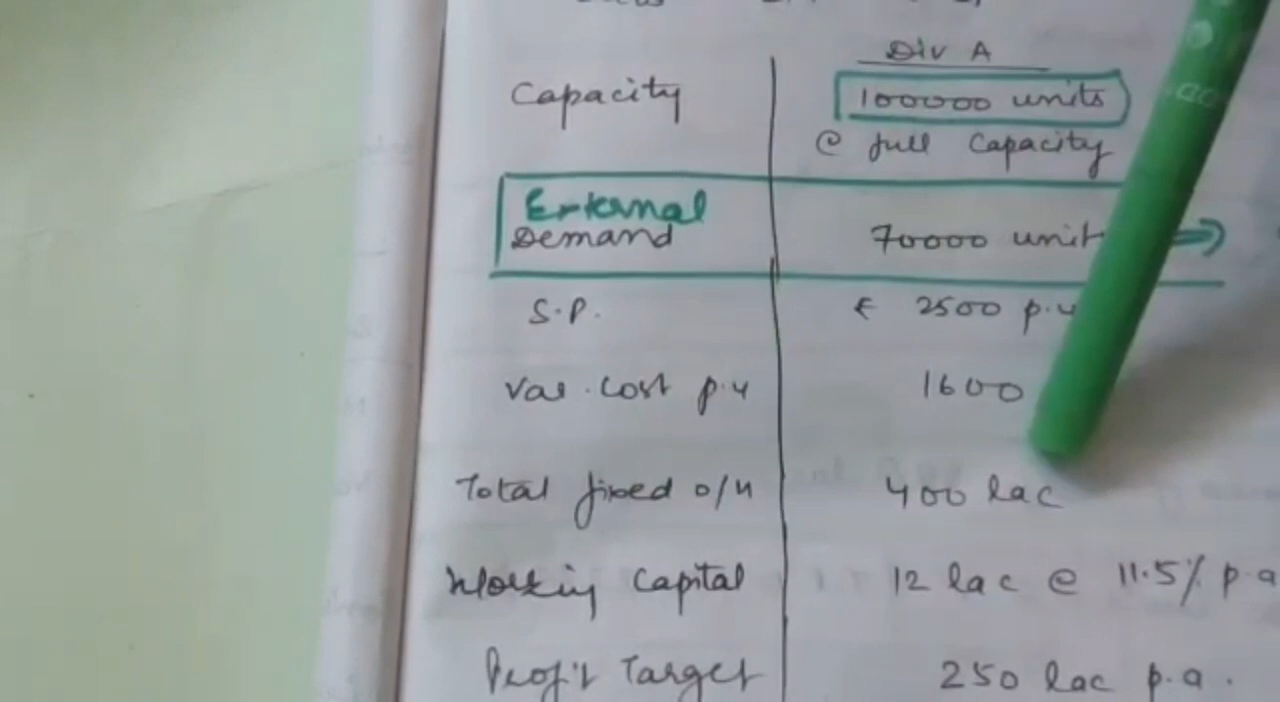 Div A
Capacity 100000 units
@ full capacity
External
Demand 70000 unit
S.P. ₹ 2500 p.u
Var. cost p.u 1600
Total fixed o/h 400 lac
Working Capital 12 lac @ 11.5% p.a
Profit Target 250 lac p.a.